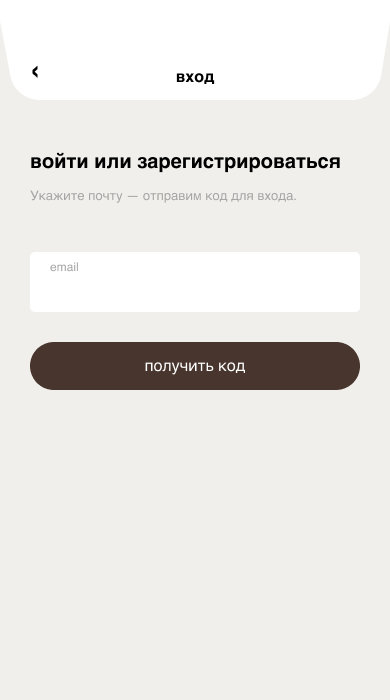 вход
войти или зарегистрироваться
Укажите почту — отправим код для входа.
email
получить код